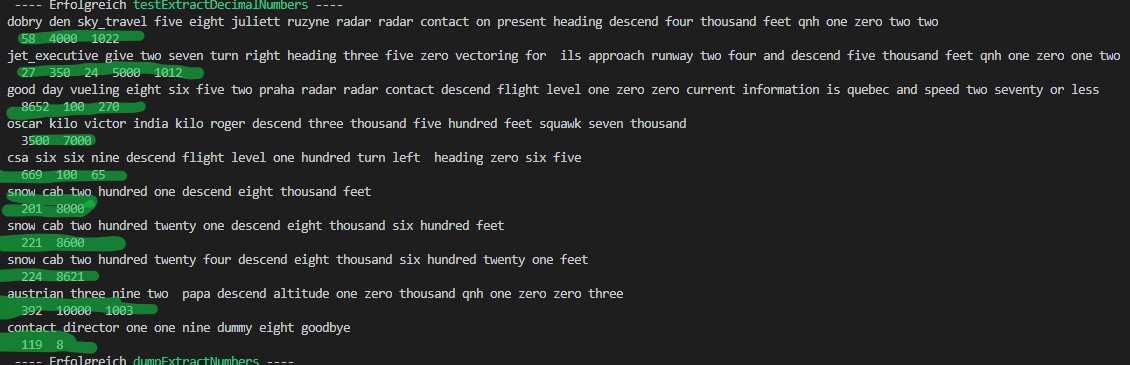 ---- Erfolgreich testExtractDecimalNumbers ----
dobry den sky_travel five eight juliett ruzyne radar radar contact on present heading descend four thousand feet qnh one zero two two
58 4000 1022
jet_executive give two seven turn right heading three five zero vectoring for ils approach runway two four and descend five thousand feet qnh one zero one two
27 350 24 5000 1012
good day vueling eight six five two praha radar radar contact descend flight level one zero zero current information is quebec and speed two seventy or less
8652 100 270
oscar kilo victor india kilo roger descend three thousand five hundred feet squawk seven thousand
3500 7000
csa six six nine descend flight level one hundred turn left heading zero six five
669 100 65
snow cab two hundred one descend eight thousand feet
201 8000
snow cab two hundred twenty one descend eight thousand six hundred feet
221 8600
snow cab two hundred twenty four descend eight thousand six hundred twenty one feet
224 8621
austrian three nine two papa descend altitude one zero thousand qnh one zero zero three
392 10000 1003
contact director one one nine dummy eight goodbye
119 8
---- Erfolgreich dumpExtractNumbers ----